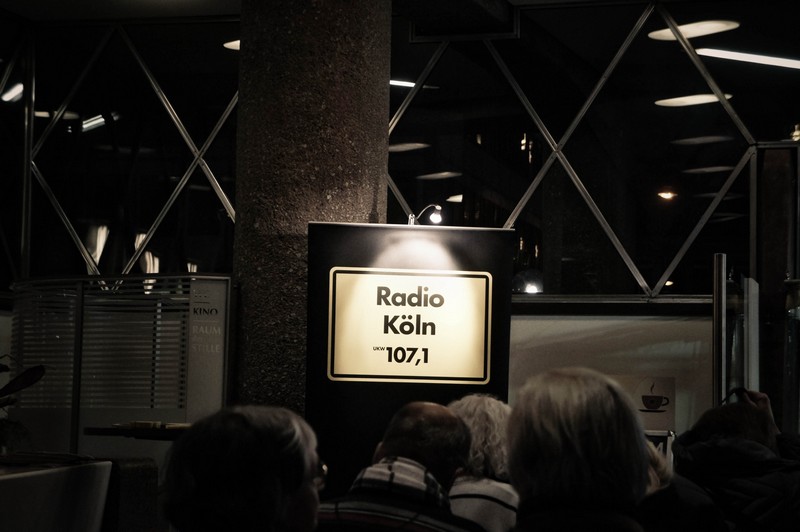 Radio
Köln
UKW 107,1
KINO
RAUM
STILLE